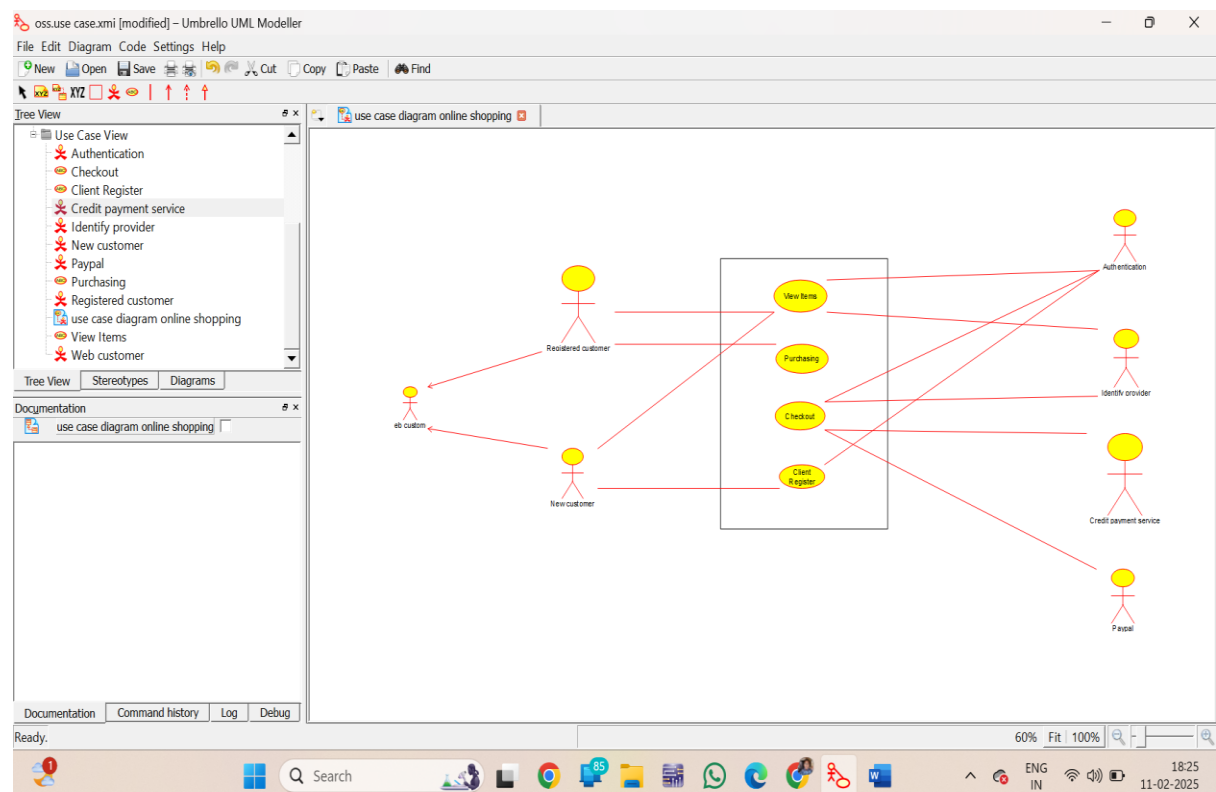 oss.use case.xmi [modified] – Umbrello UML Modeller
File Edit Diagram Code Settings Help
New Open Save Cut Copy Paste Find
XYZ
Tree View
use case diagram online shopping
Use Case View
Authentication
Checkout
Client Register
Credit payment service
Identify provider
New customer
Paypal
Purchasing
Registered customer
use case diagram online shopping
View Items
Web customer
Tree View Stereotypes Diagrams
Documentation
use case diagram online shopping
Documentation Command history Log Debug
Registered customer
eb custom
New customer
View Items
Purchasing
Checkout
Client
Register
Authentication
Identify provider
Credit payment service
Paypal
Ready.
60% Fit 100%
1
Search
85
ENG
IN
18:25
11-02-2025